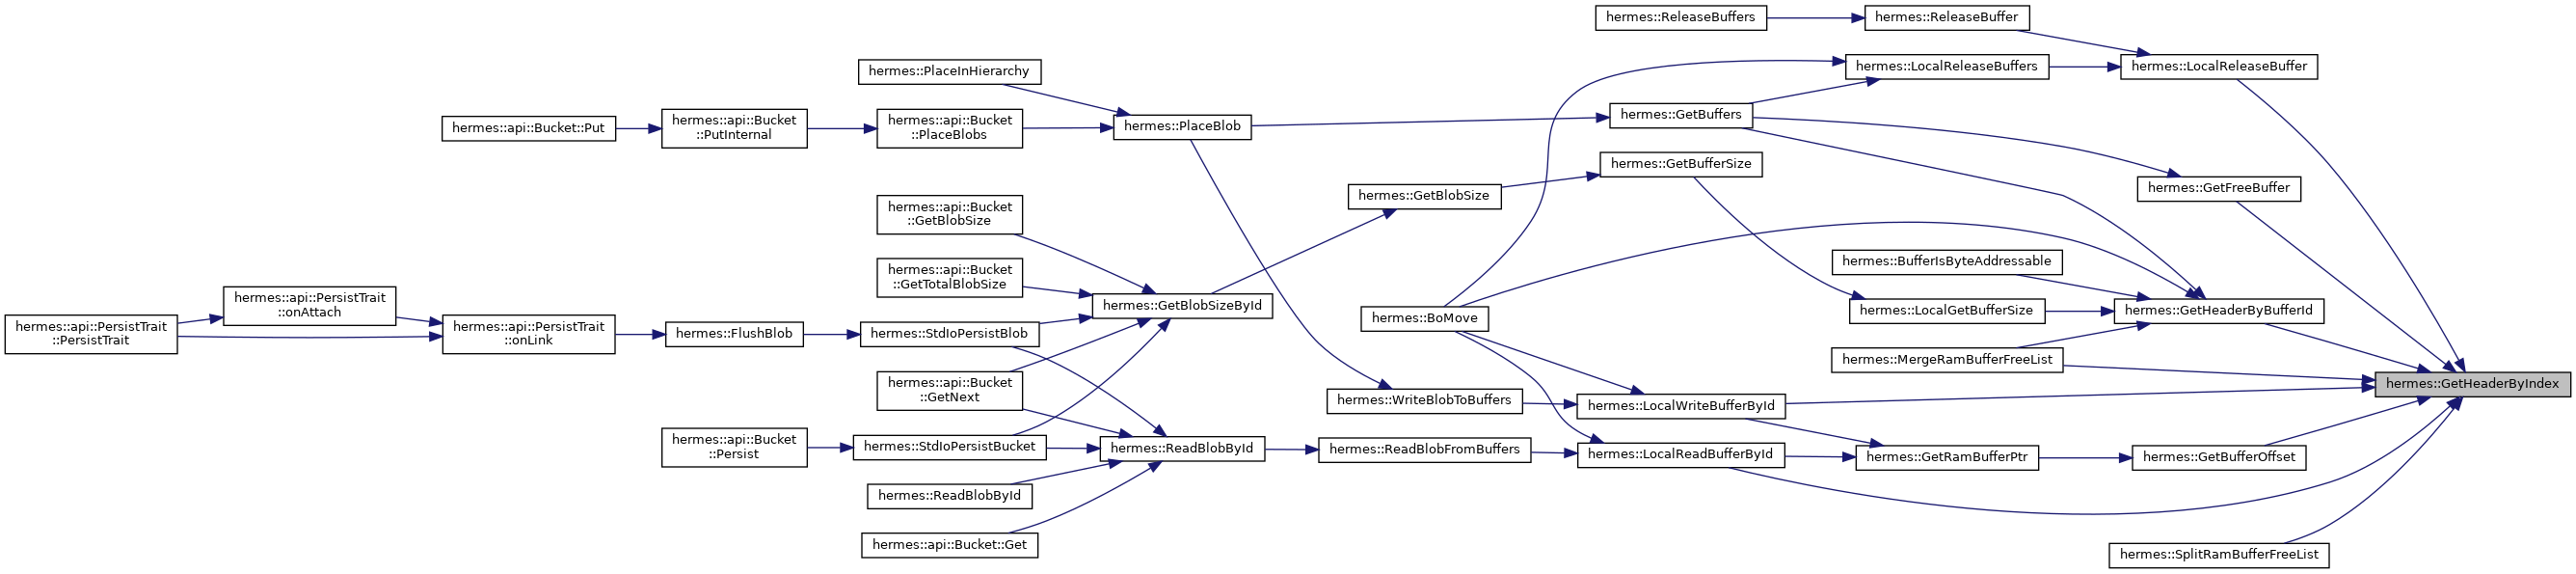 hermes::ReleaseBuffers
hermes::ReleaseBuffer
hermes::PlaceInHierarchy
hermes::LocalReleaseBuffers
hermes::LocalReleaseBuffer
hermes::api::Bucket::Put
hermes::api::Bucket
::PutInternal
hermes::api::Bucket
::PlaceBlobs
hermes::PlaceBlob
hermes::GetBuffers
hermes::GetBufferSize
hermes::GetBlobSize
hermes::GetFreeBuffer
hermes::api::Bucket
::GetBlobSize
hermes::api::Bucket
::GetTotalBlobSize
hermes::BufferIsByteAddressable
hermes::api::PersistTrait
::PersistTrait
hermes::api::PersistTrait
::onAttach
hermes::api::PersistTrait
::onLink
hermes::FlushBlob
hermes::StdIoPersistBlob
hermes::GetBlobSizeById
hermes::BoMove
hermes::LocalGetBufferSize
hermes::GetHeaderByBufferId
hermes::MergeRamBufferFreeList
hermes::GetHeaderByIndex
hermes::api::Bucket
::GetNext
hermes::WriteBlobToBuffers
hermes::LocalWriteBufferById
hermes::api::Bucket
::Persist
hermes::StdIoPersistBucket
hermes::ReadBlobById
hermes::ReadBlobFromBuffers
hermes::LocalReadBufferById
hermes::GetRamBufferPtr
hermes::GetBufferOffset
hermes::ReadBlobById
hermes::api::Bucket::Get
hermes::SplitRamBufferFreeList